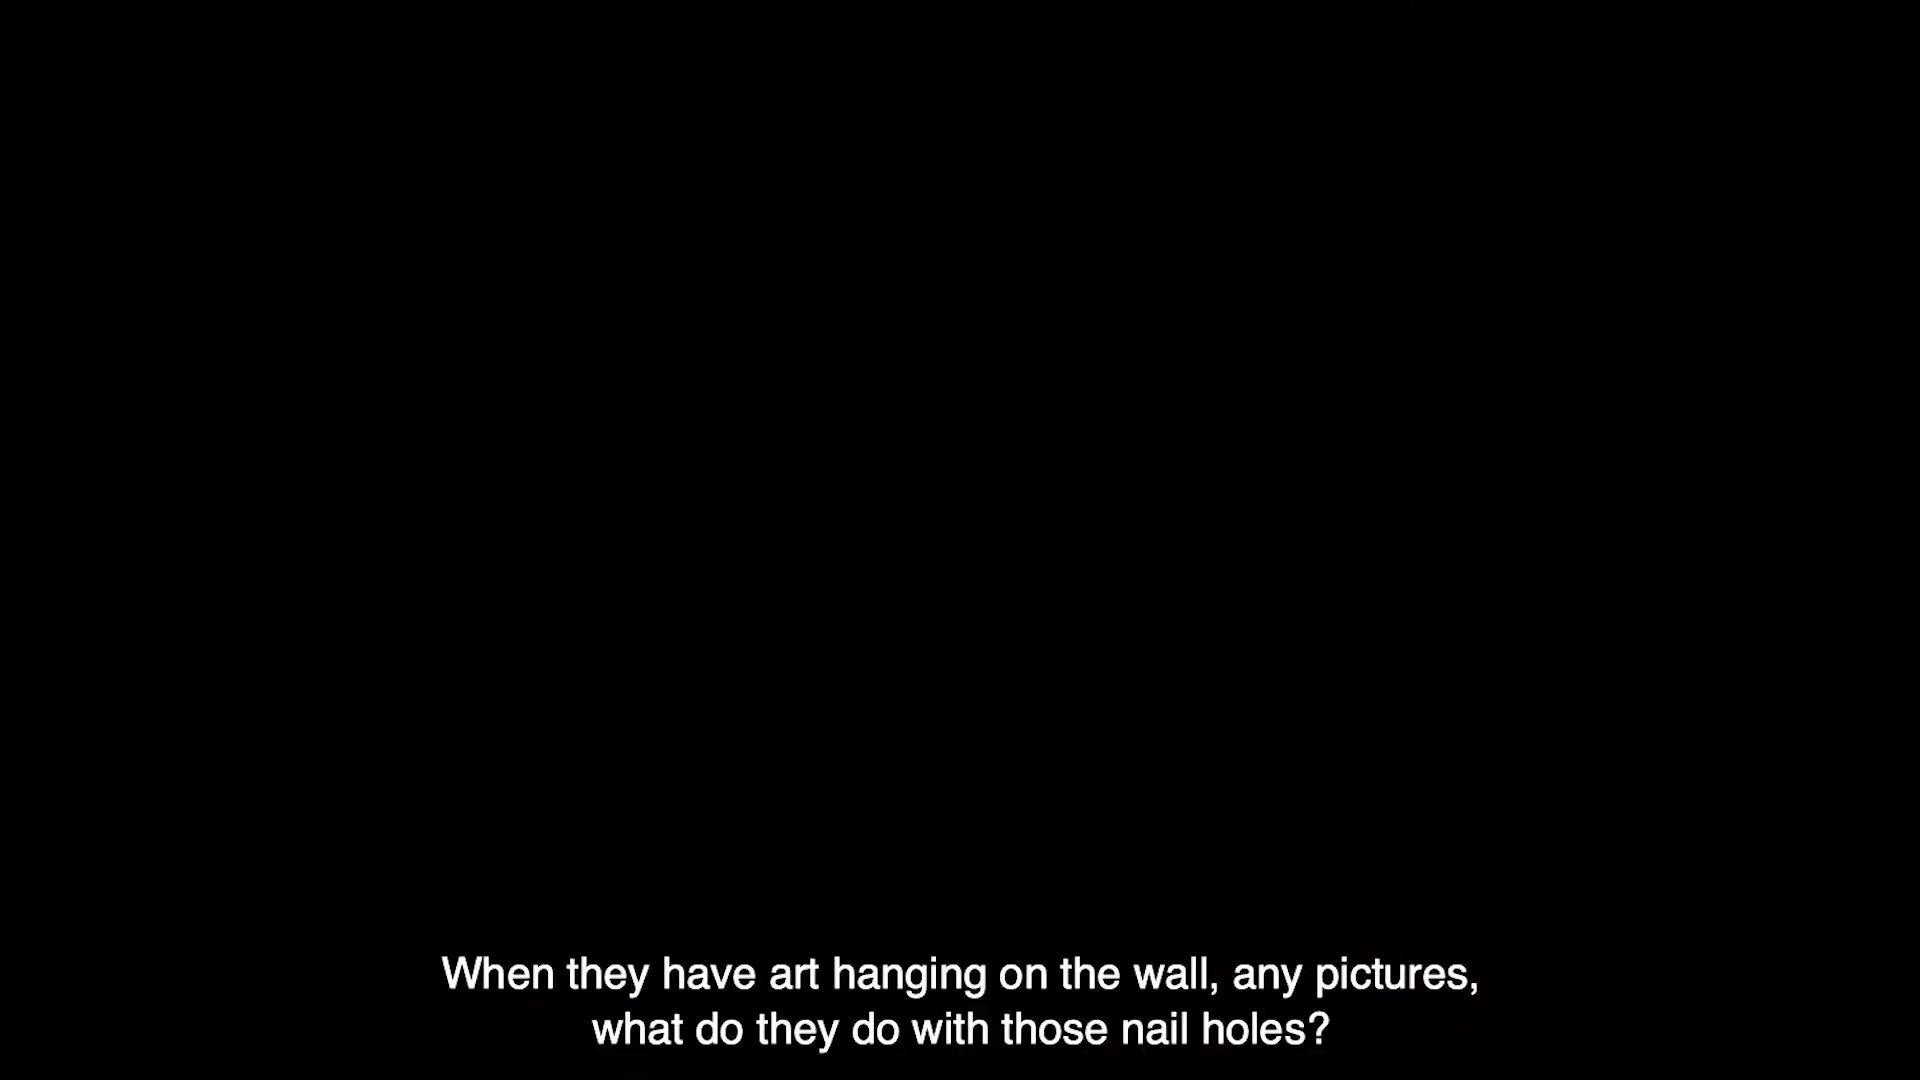 When they have art hanging on the wall, any pictures,
what do they do with those nail holes?